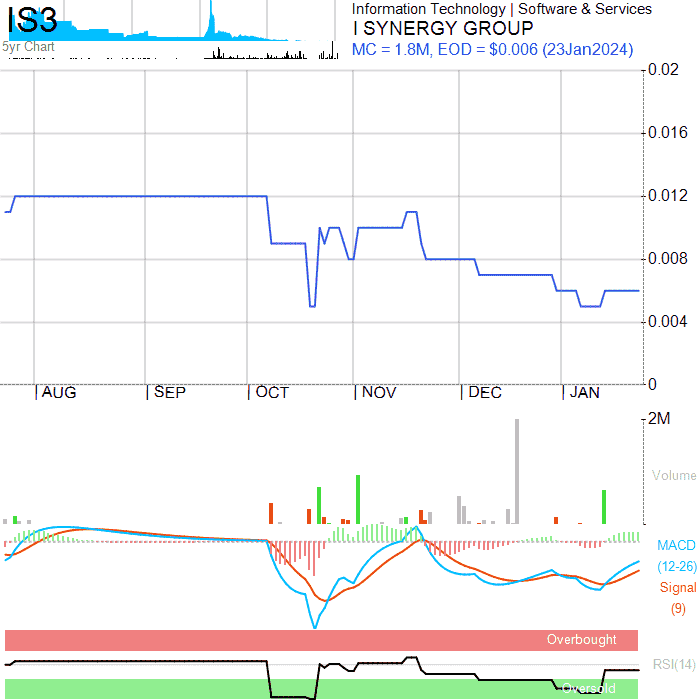 IS3
5yr Chart
Information Technology | Software & Services
I SYNERGY GROUP
MC = 1.8M, EOD = $0.006 (23Jan2024)
0.02
0.016
0.012
0.008
0.004
0
AUG SEP OCT NOV DEC JAN
2M
Volume
MACD
(12-26)
Signal
(9)
Overbought
RSI(14)
Oversold